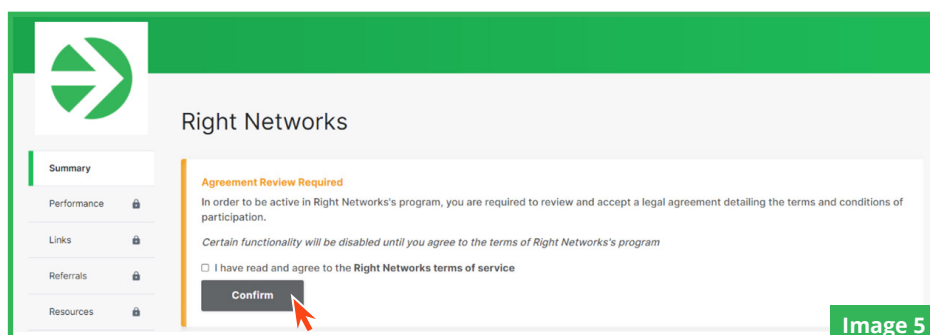 Right Networks
Summary
Performance
Links
Referrals
Resources
Agreement Review Required
In order to be active in Right Networks's program, you are required to review and accept a legal agreement detailing the terms and conditions of
participation.
Certain functionality will be disabled until you agree to the terms of Right Networks's program
I have read and agree to the Right Networks terms of service
Confirm
Image 5